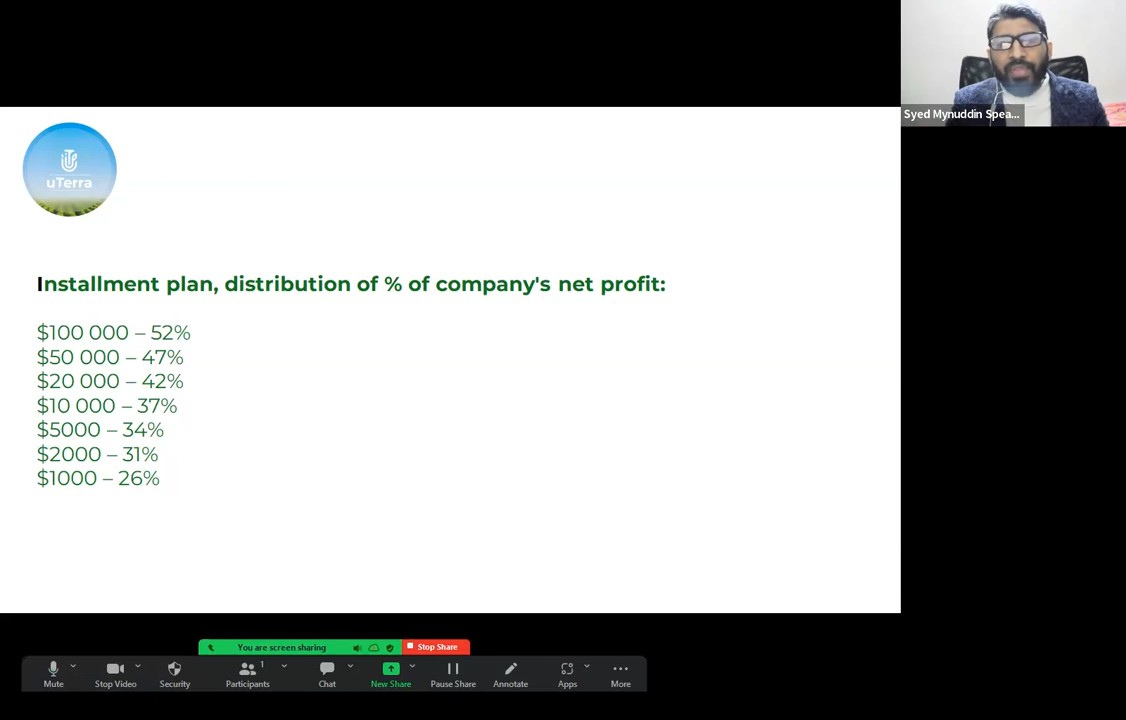 Syed Mynuddin Spea...
uTerra
Installment plan, distribution of % of company's net profit:
$100 000 – 52%
$50 000 – 47%
$20 000 – 42%
$10 000 – 37%
$5000 – 34%
$2000 – 31%
$1000 – 26%
You are screen sharing
Stop Share
Mute
Stop Video
Security
Participants
1
Chat
New Share
Pause Share
Annotate
Apps
More